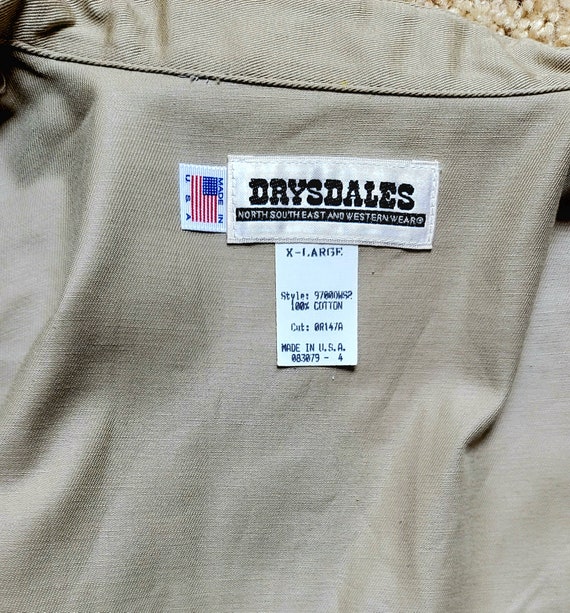 MADE IN
U.S.A
DRYSDALES
NORTH SOUTH EAST AND WESTERN WEAR®
X-LARGE
Style: 9700DWS2
100% COTTON
Cut: 0R147A
MADE IN U.S.A.
083079 - 4